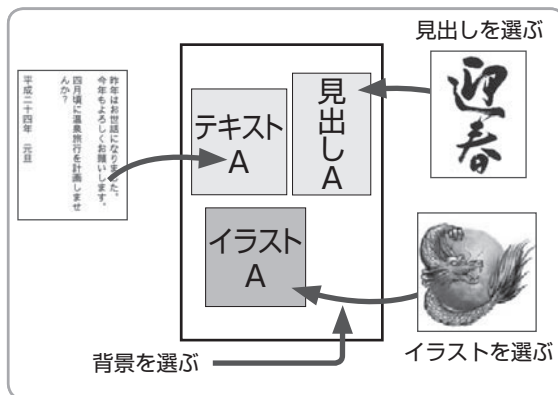 見出しを選ぶ
迎春
昨年はお世話になりました。
今年もよろしくお願いします。
四月頃に温泉旅行を計画しませ
んか?
平成二十四年 元旦
テキスト
A
見出しA
イラスト
A
背景を選ぶ
イラストを選ぶ